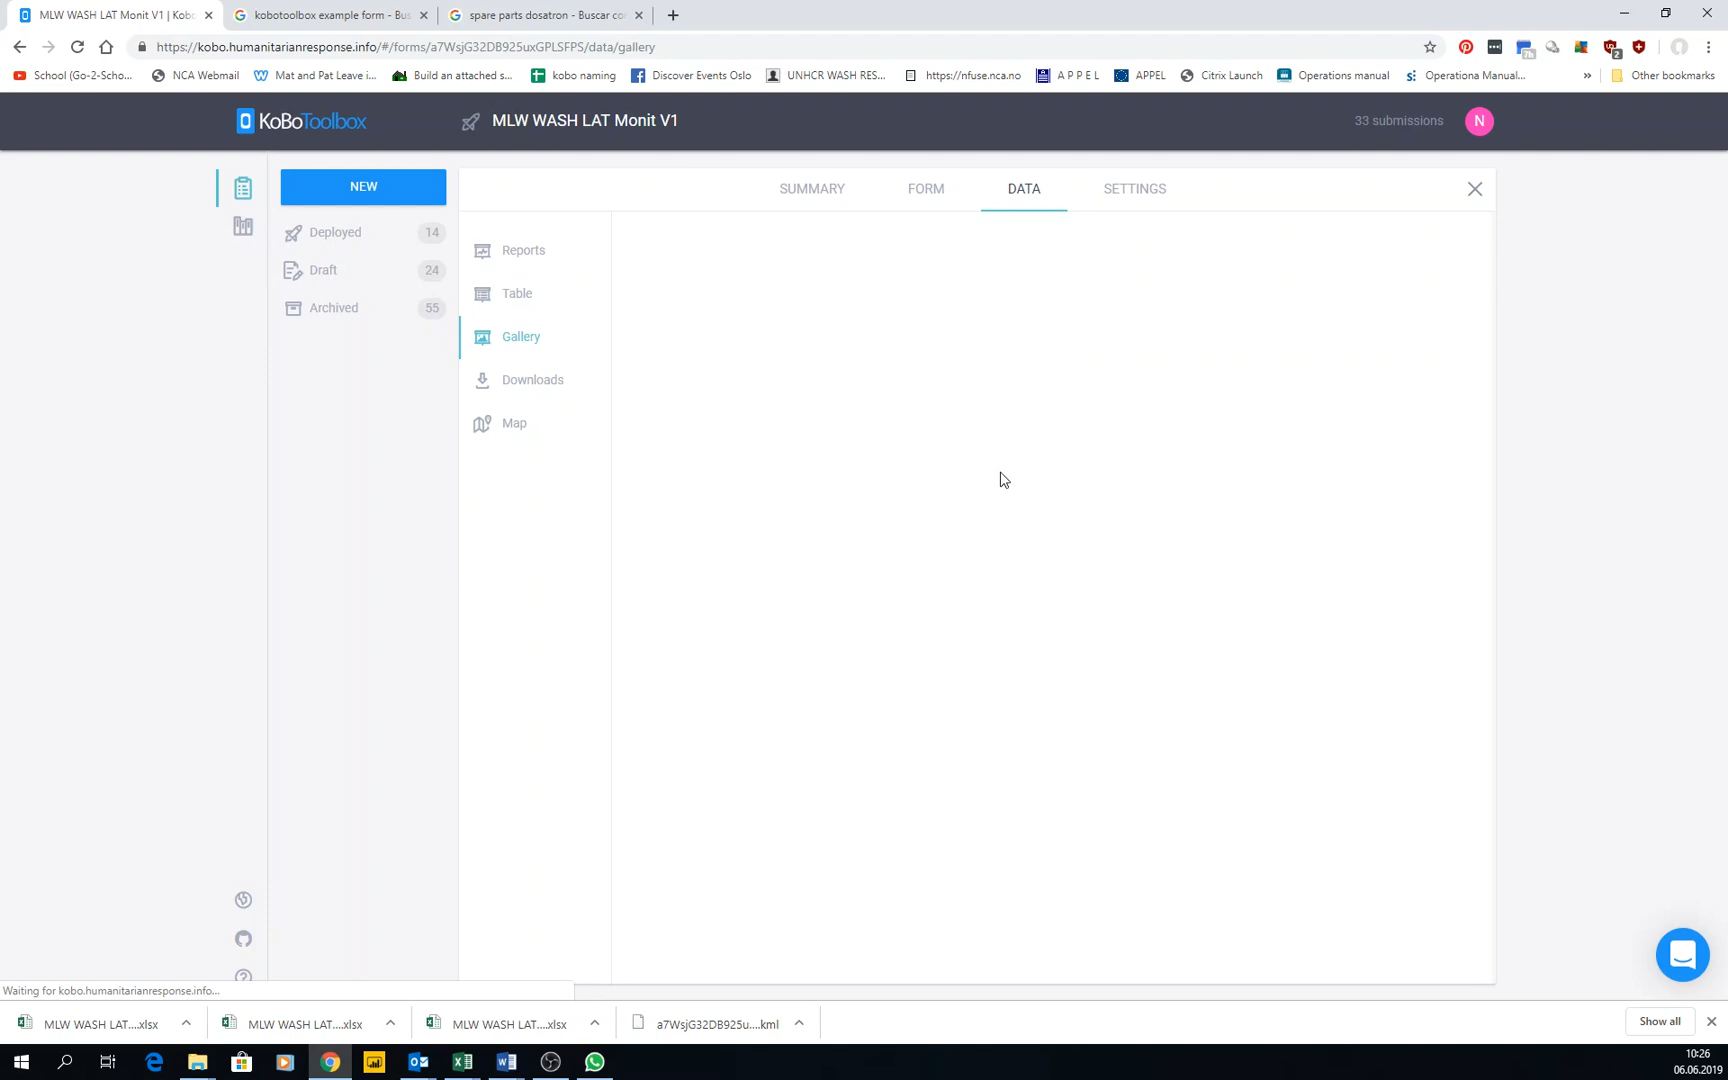 MLW WASH LAT Monit V1 | Kobo
kobotoolbox example form - Bus
spare parts dosatron - Buscar co
https://kobo.humanitarianresponse.info/#/forms/a7WsjG32DB925uxGPLSFPS/data/gallery
School (Go-2-Scho...
NCA Webmail
Mat and Pat Leave i...
Build an attached s...
kobo naming
Discover Events Oslo
UNHCR WASH RES...
https://nfuse.nca.no
A P P E L
APPEL
Citrix Launch
Operations manual
Operationa Manual...
»
Other bookmarks
KoBoToolbox
MLW WASH LAT Monit V1
33 submissions
N
NEW
SUMMARY
FORM
DATA
SETTINGS
Deployed 14
Draft 24
Archived 55
Reports
Table
Gallery
Downloads
Map
Waiting for kobo.humanitarianresponse.info...
MLW WASH LAT....xlsx
MLW WASH LAT....xlsx
MLW WASH LAT....xlsx
a7WsjG32DB925u....kml
Show all
10:26
06.06.2019